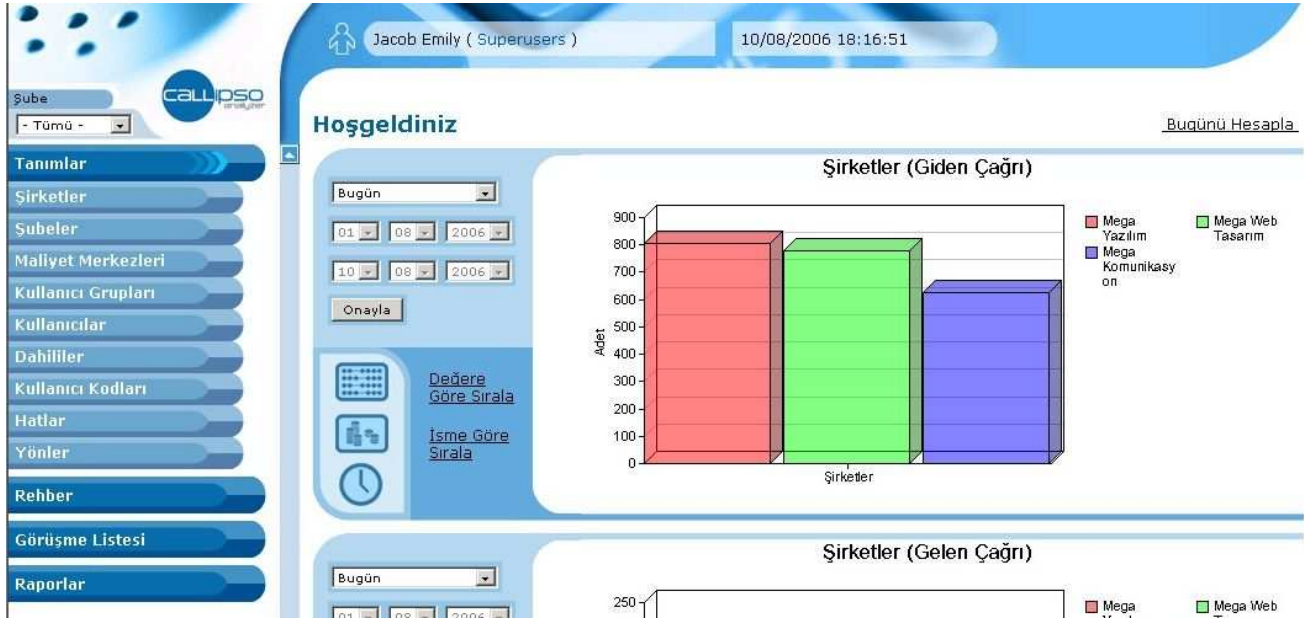 Jacob Emily ( Superusers )
10/08/2006 18:16:51
Şube
- Tümü -
CALLIPSO
analyzer
Tanımlar
Şirketler
Şubeler
Maliyet Merkezleri
Kullanıcı Grupları
Kullanıcılar
Dahililer
Kullanıcı Kodları
Hatlar
Yönler
Rehber
Görüşme Listesi
Raporlar
Hoşgeldiniz
Bugünü Hesapla
Bugün
01 08 2006
10 08 2006
Onayla
Değere
Göre Sırala
İsme Göre
Sırala
Şirketler (Giden Çağrı)
900
800
700
600
500
400
300
200
100
0
Adet
Şirketler
Mega
Yazılım
Mega
Komunikasy
on
Mega Web
Tasarım
Bugün
01 08 2006
Şirketler (Gelen Çağrı)
250
Mega
Mega Web